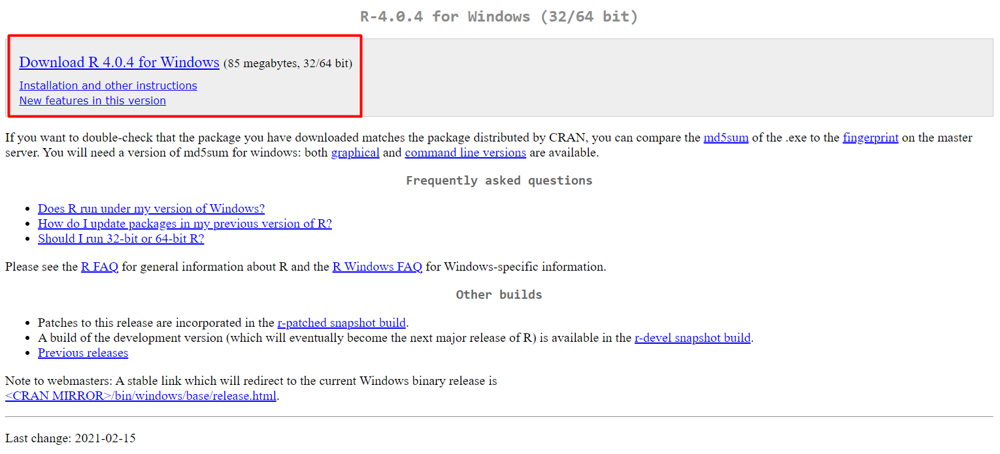 R-4.0.4 for Windows (32/64 bit)
Download R 4.0.4 for Windows (85 megabytes, 32/64 bit)
Installation and other instructions
New features in this version
If you want to double-check that the package you have downloaded matches the package distributed by CRAN, you can compare the md5sum of the .exe to the fingerprint on the master
server. You will need a version of md5sum for windows: both graphical and command line versions are available.
Frequently asked questions
• Does R run under my version of Windows?
• How do I update packages in my previous version of R?
• Should I run 32-bit or 64-bit R?
Please see the R FAQ for general information about R and the R Windows FAQ for Windows-specific information.
Other builds
• Patches to this release are incorporated in the r-patched snapshot build.
• A build of the development version (which will eventually become the next major release of R) is available in the r-devel snapshot build.
• Previous releases
Note to webmasters: A stable link which will redirect to the current Windows binary release is
<CRAN MIRROR>/bin/windows/base/release.html.
Last change: 2021-02-15